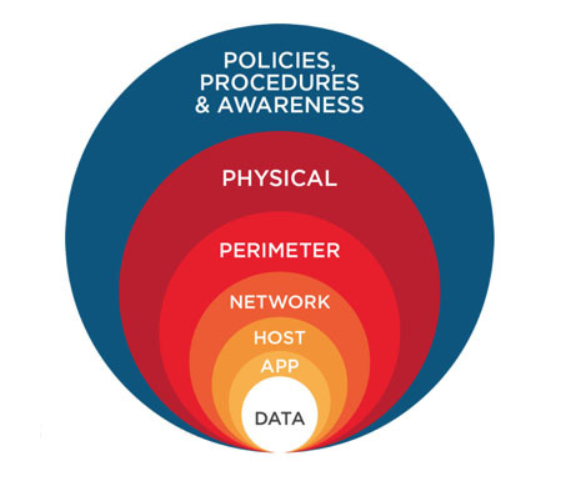 POLICIES,
PROCEDURES
& AWARENESS
PHYSICAL
PERIMETER
NETWORK
HOST
APP
DATA